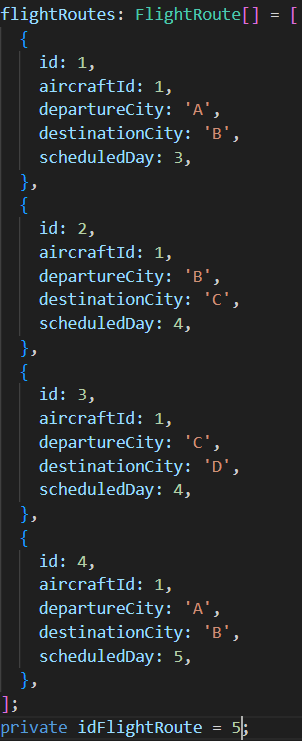 flightRoutes: FlightRoute[] = [
  {
    id: 1,
    aircraftId: 1,
    departureCity: 'A',
    destinationCity: 'B',
    scheduledDay: 3,
  },
  {
    id: 2,
    aircraftId: 1,
    departureCity: 'B',
    destinationCity: 'C',
    scheduledDay: 4,
  },
  {
    id: 3,
    aircraftId: 1,
    departureCity: 'C',
    destinationCity: 'D',
    scheduledDay: 4,
  },
  {
    id: 4,
    aircraftId: 1,
    departureCity: 'A',
    destinationCity: 'B',
    scheduledDay: 5,
  },
];
private idFlightRoute = 5;